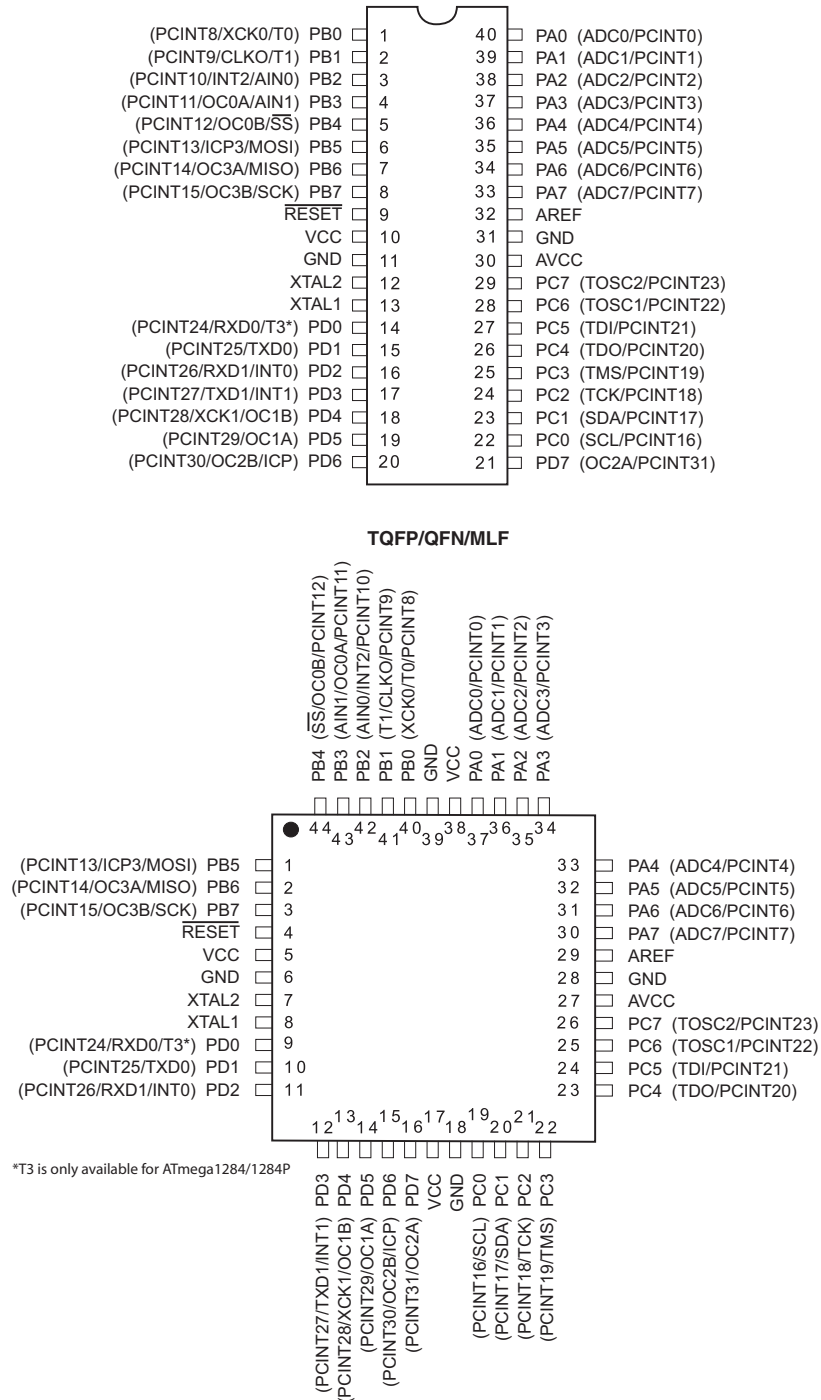 (PCINT8/XCK0/T0) PB0 1 40 PA0 (ADC0/PCINT0)
(PCINT9/CLKO/T1) PB1 2 39 PA1 (ADC1/PCINT1)
(PCINT10/INT2/AIN0) PB2 3 38 PA2 (ADC2/PCINT2)
(PCINT11/OC0A/AIN1) PB3 4 37 PA3 (ADC3/PCINT3)
(PCINT12/OC0B/SS) PB4 5 36 PA4 (ADC4/PCINT4)
(PCINT13/ICP3/MOSI) PB5 6 35 PA5 (ADC5/PCINT5)
(PCINT14/OC3A/MISO) PB6 7 34 PA6 (ADC6/PCINT6)
(PCINT15/OC3B/SCK) PB7 8 33 PA7 (ADC7/PCINT7)
RESET 9 32 AREF
VCC 10 31 GND
GND 11 30 AVCC
XTAL2 12 29 PC7 (TOSC2/PCINT23)
XTAL1 13 28 PC6 (TOSC1/PCINT22)
(PCINT24/RXD0/T3*) PD0 14 27 PC5 (TDI/PCINT21)
(PCINT25/TXD0) PD1 15 26 PC4 (TDO/PCINT20)
(PCINT26/RXD1/INT0) PD2 16 25 PC3 (TMS/PCINT19)
(PCINT27/TXD1/INT1) PD3 17 24 PC2 (TCK/PCINT18)
(PCINT28/XCK1/OC1B) PD4 18 23 PC1 (SDA/PCINT17)
(PCINT29/OC1A) PD5 19 22 PC0 (SCL/PCINT16)
(PCINT30/OC2B/ICP) PD6 20 21 PD7 (OC2A/PCINT31)
TQFP/QFN/MLF
PB4 (SS/OC0B/PCINT12)
PB3 (AIN1/OC0A/PCINT11)
PB2 (AIN0/INT2/PCINT10)
PB1 (T1/CLKO/PCINT9)
PB0 (XCK0/T0/PCINT8)
GND
VCC
PA0 (ADC0/PCINT0)
PA1 (ADC1/PCINT1)
PA2 (ADC2/PCINT2)
PA3 (ADC3/PCINT3)
44 43 42 41 40 39 38 37 36 35 34
(PCINT13/ICP3/MOSI) PB5 1 33 PA4 (ADC4/PCINT4)
(PCINT14/OC3A/MISO) PB6 2 32 PA5 (ADC5/PCINT5)
(PCINT15/OC3B/SCK) PB7 3 31 PA6 (ADC6/PCINT6)
RESET 4 30 PA7 (ADC7/PCINT7)
VCC 5 29 AREF
GND 6 28 GND
XTAL2 7 27 AVCC
XTAL1 8 26 PC7 (TOSC2/PCINT23)
(PCINT24/RXD0/T3*) PD0 9 25 PC6 (TOSC1/PCINT22)
(PCINT25/TXD0) PD1 10 24 PC5 (TDI/PCINT21)
(PCINT26/RXD1/INT0) PD2 11 23 PC4 (TDO/PCINT20)
12 13 14 15 16 17 18 19 20 21 22
*T3 is only available for ATmega1284/1284P
(PCINT27/TXD1/INT1) PD3
(PCINT28/XCK1/OC1B) PD4
(PCINT29/OC1A) PD5
(PCINT30/OC2B/ICP) PD6
(PCINT31/OC2A) PD7
VCC
GND
(PCINT16/SCL) PC0
(PCINT17/SDA) PC1
(PCINT18/TCK) PC2
(PCINT19/TMS) PC3